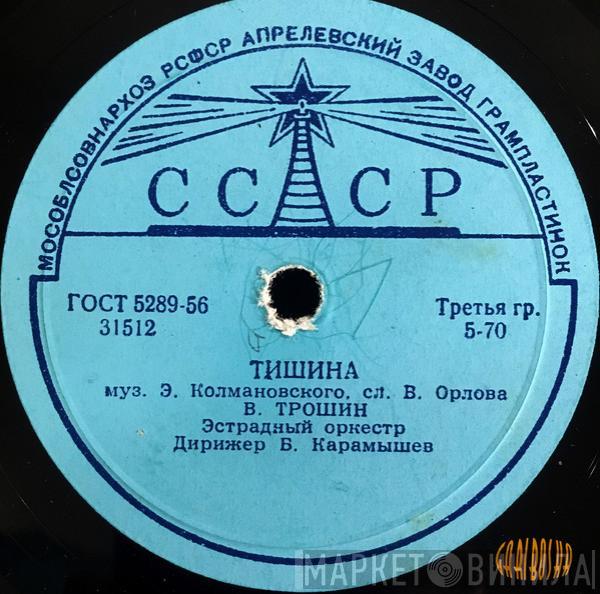 МОСОБЛСОВНАРХОЗ РСФСР АПРЕЛЕВСКИЙ ЗАВОД ГРАМПЛАСТИНОК
СССР
ГОСТ 5289-56
31512
Третья гр.
5-70
ТИШИНА
муз. Э. Колмановского, сл. В. Орлова
В. ТРОШИН
Эстрадный оркестр
Дирижер Б. Карамышев
МАРКЕТ ВИНИЛА